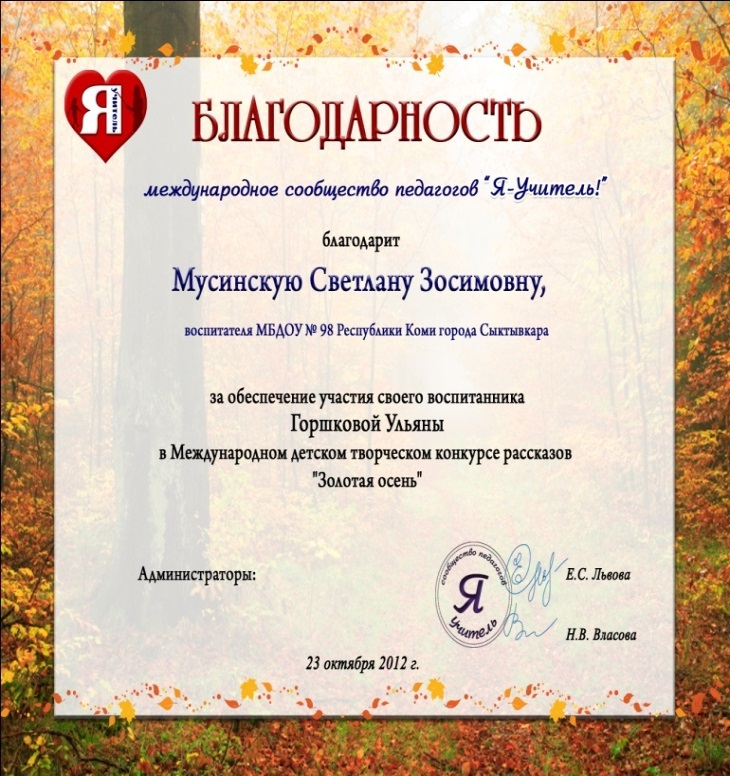 Я
учитель
БЛАГОДАРНОСТЬ
международное сообщество педагогов "Я-Учитель!"
благодарит
Мусинскую Светлану Зосимовну,
воспитателя МБДОУ № 98 Республики Коми города Сыктывкара
за обеспечение участия своего воспитанника
Горшковой Ульяны
в Международном детском творческом конкурсе рассказов
"Золотая осень"
Администраторы:
сообщество педагогов
Я
учитель
Е.С. Львова
Н.В. Власова
23 октября 2012 г.